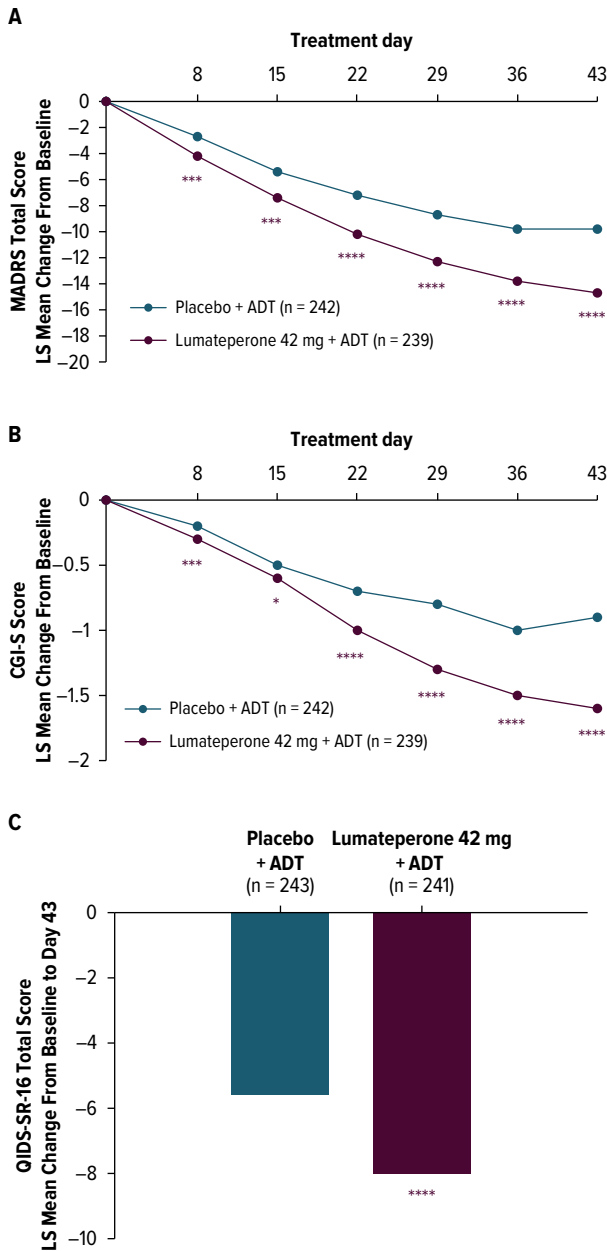 A
Treatment day
8 15 22 29 36 43
0
−2
−4
−6
−8
−10
−12
−14
−16
−18
−20
MADRS Total Score
LS Mean Change From Baseline
***
***
****
****
****
****
Placebo + ADT (n = 242)
Lumateperone 42 mg + ADT (n = 239)
B
Treatment day
8 15 22 29 36 43
0
−0.5
−1
−1.5
−2
CGI-S Score
LS Mean Change From Baseline
***
*
****
****
****
****
Placebo + ADT (n = 242)
Lumateperone 42 mg + ADT (n = 239)
C
Placebo
+ ADT
(n = 243)
Lumateperone 42 mg
+ ADT
(n = 241)
0
−2
−4
−6
−8
−10
QIDS-SR-16 Total Score
LS Mean Change From Baseline to Day 43
****